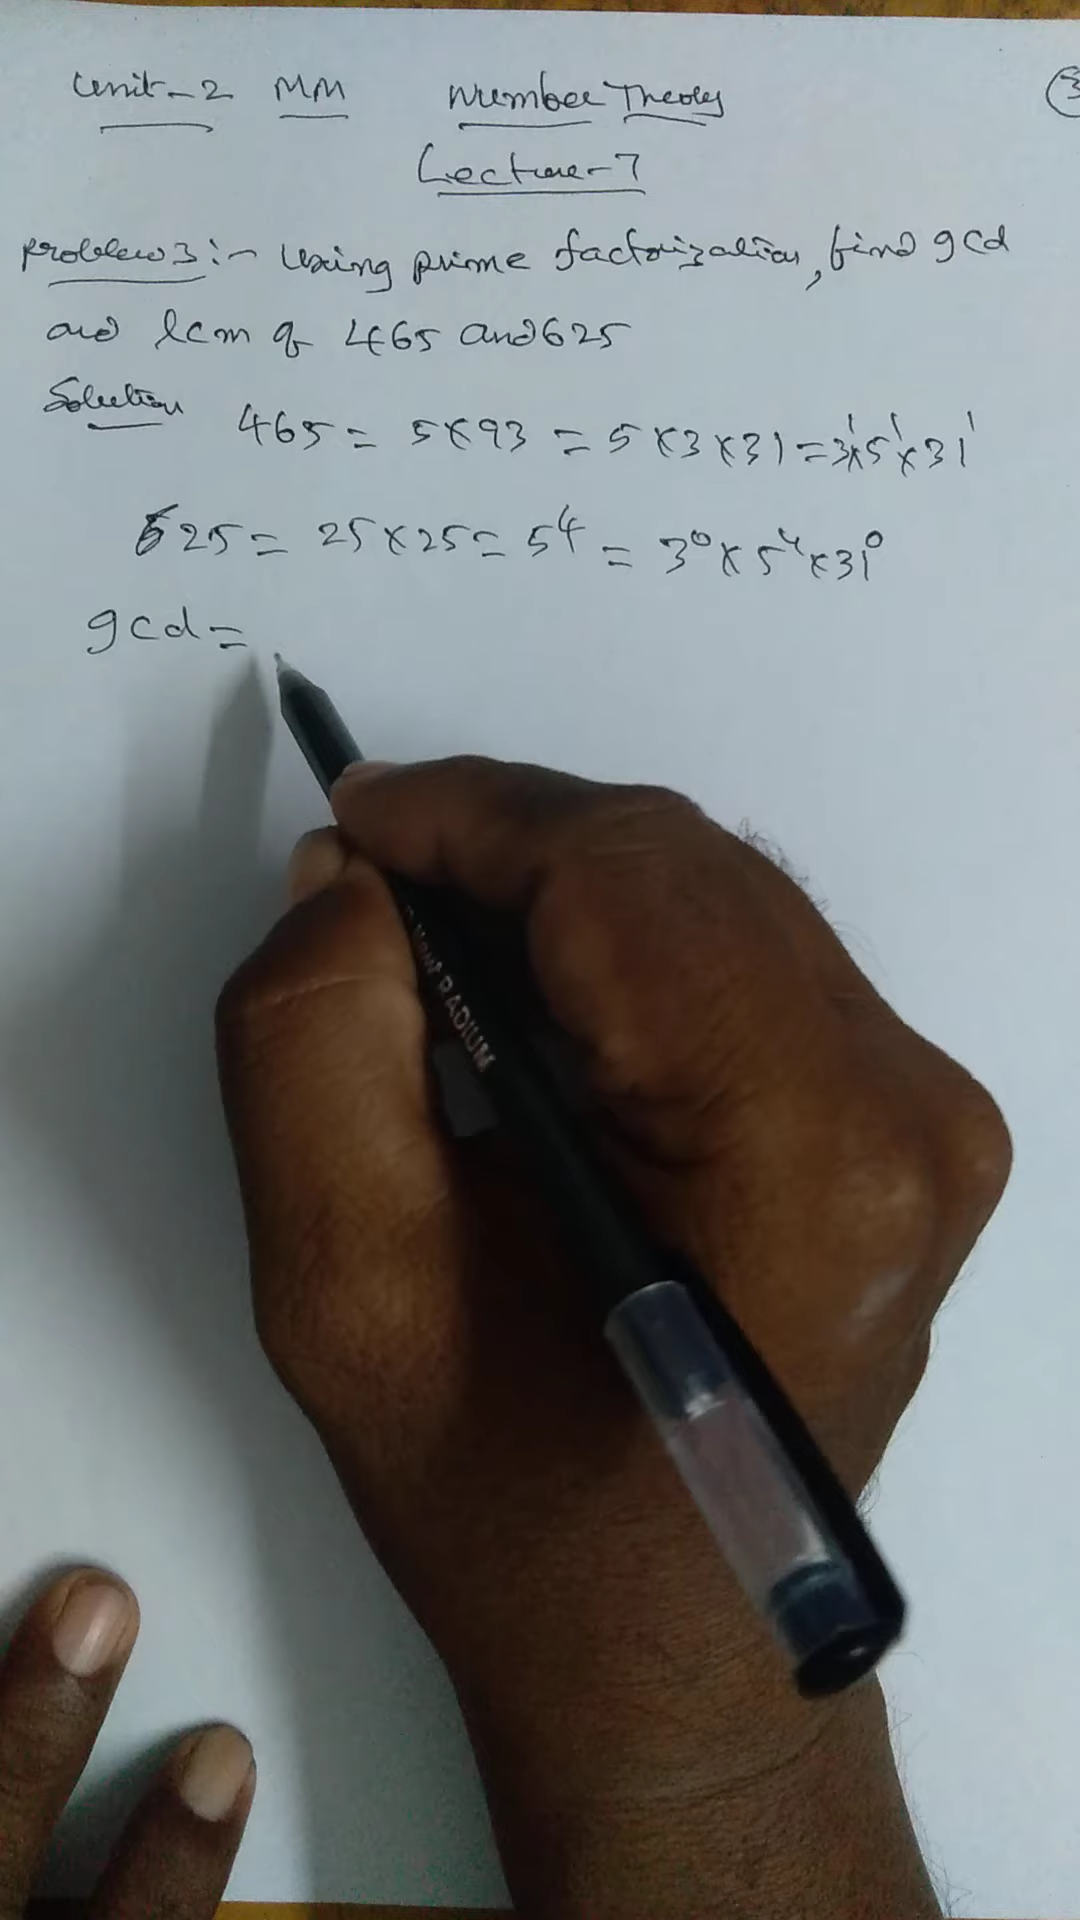 Unit-2 MM Number Theory 3
Lecture-7
problem 3:- Using prime factorization, find gcd
and lcm of 465 and 625
Solution 465 = 5×93 = 5×3×31 = 3¹×5¹×31¹
625 = 25×25 = 5⁴ = 3⁰×5⁴×31⁰
gcd =
RADIUM